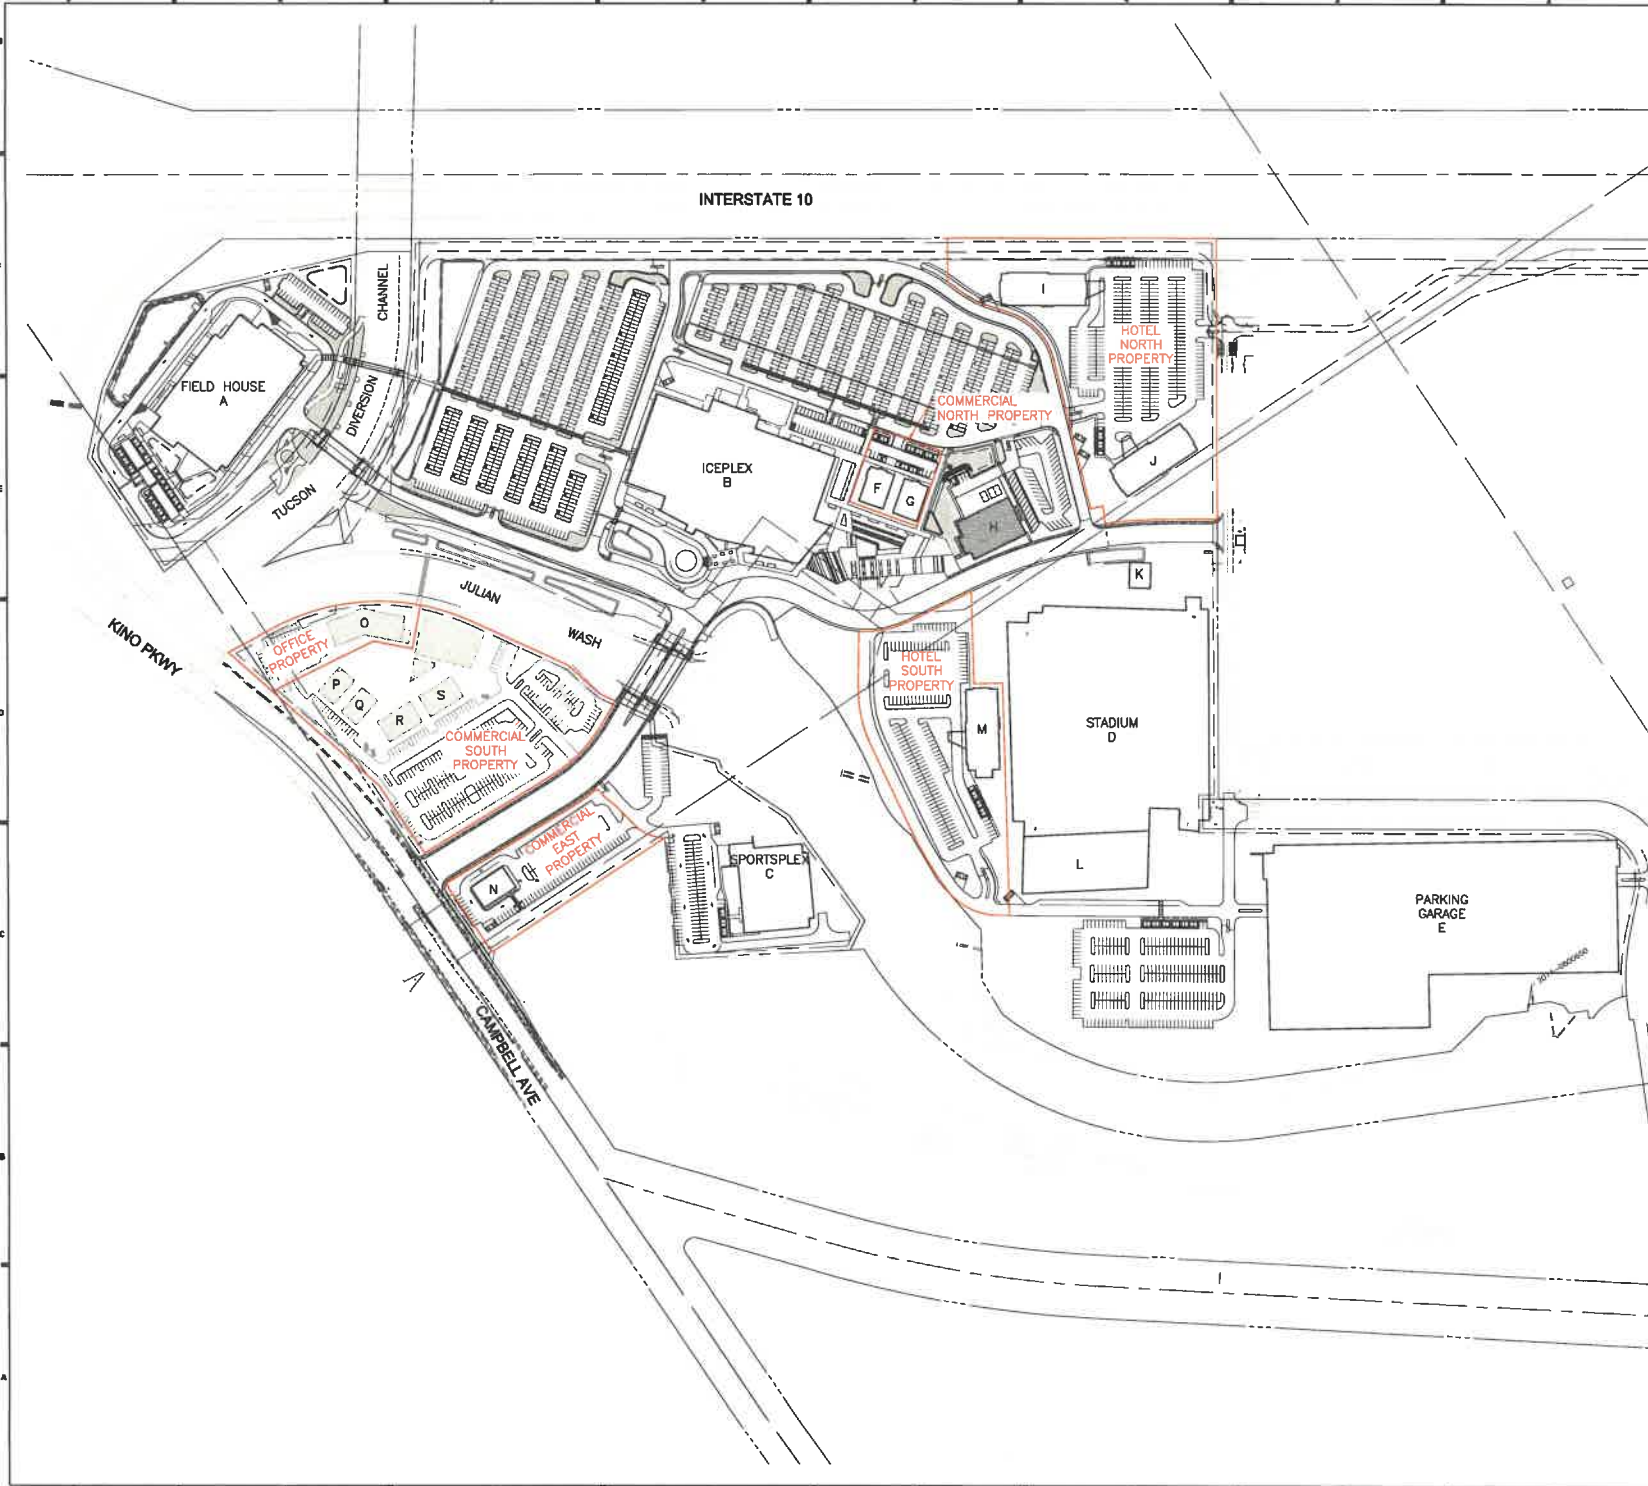 INTERSTATE 10
CHANNEL
DIVERSION
TUCSON
FIELD HOUSE
A
I
HOTEL
NORTH
PROPERTY
COMMERCIAL
NORTH PROPERTY
J
ICEPLEX
B
F
G
H
K
JULIAN
WASH
KINO PKWY
OFFICE
PROPERTY
O
P
Q
R
S
COMMERCIAL
SOUTH
PROPERTY
HOTEL
SOUTH
PROPERTY
M
STADIUM
D
COMMERCIAL
EAST
PROPERTY
N
SPORTSPLEX
C
L
PARKING
GARAGE
E
CAMPBELL AVE